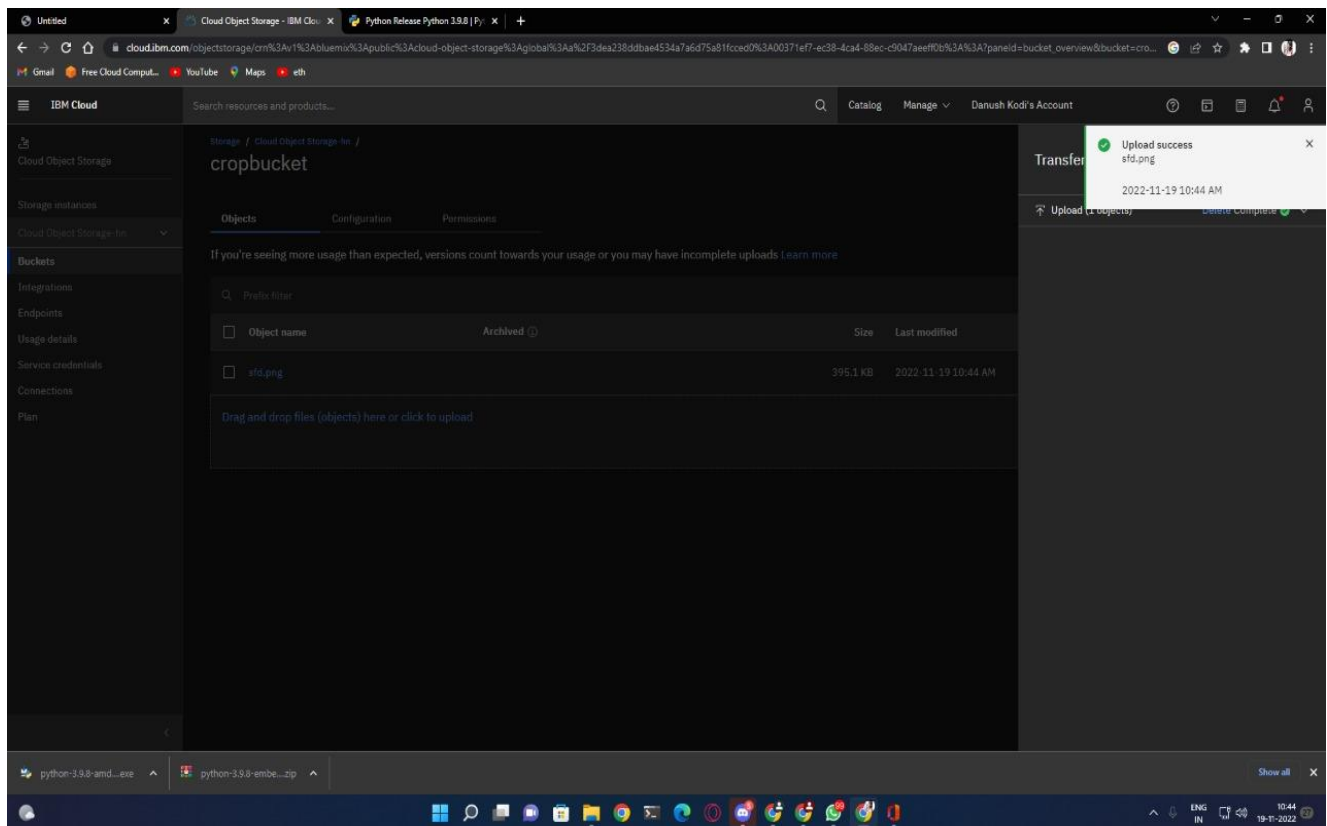 Untitled
Cloud Object Storage - IBM Clou
Python Release Python 3.9.8 | Py
cloud.ibm.com/objectstorage/crn%3Av1%3Abluemix%3Apublic%3Acloud-object-storage%3Aglobal%3Aa%2F3dea238ddbae4534a7a6d75a81fcced0%3A00371ef7-ec38-4ca4-88ec-c9047aeeff0b%3A%3A?paneId=bucket_overview&bucket=cro...
Gmail Free Cloud Comput... YouTube Maps eth
IBM Cloud Search resources and products... Catalog Manage Danush Kodi's Account
Cloud Object Storage
Storage instances
Cloud Object Storage-hn
Buckets
Integrations
Endpoints
Usage details
Service credentials
Connections
Plan
Storage / Cloud Object Storage-hn /
cropbucket
Objects Configuration Permissions
If you're seeing more usage than expected, versions count towards your usage or you may have incomplete uploads Learn more
Prefix filter
Object name Archived Size Last modified
sfd.png 395.1 KB 2022-11-19 10:44 AM
Drag and drop files (objects) here or click to upload
Transfer
Upload success
sfd.png
2022-11-19 10:44 AM
Upload (1 objects) Delete Complete
python-3.9.8-amd....exe python-3.9.8-embe....zip Show all
ENG
IN
10:44
19-11-2022